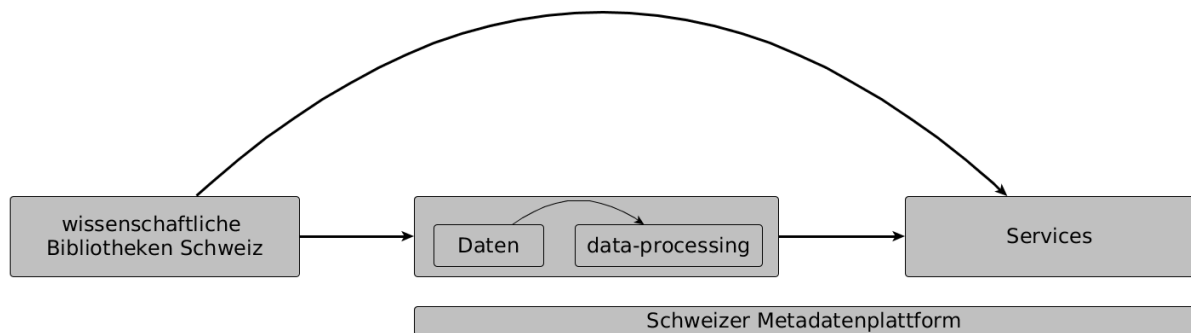 wissenschaftliche
Bibliotheken Schweiz
Daten
data-processing
Services
Schweizer Metadatenplattform